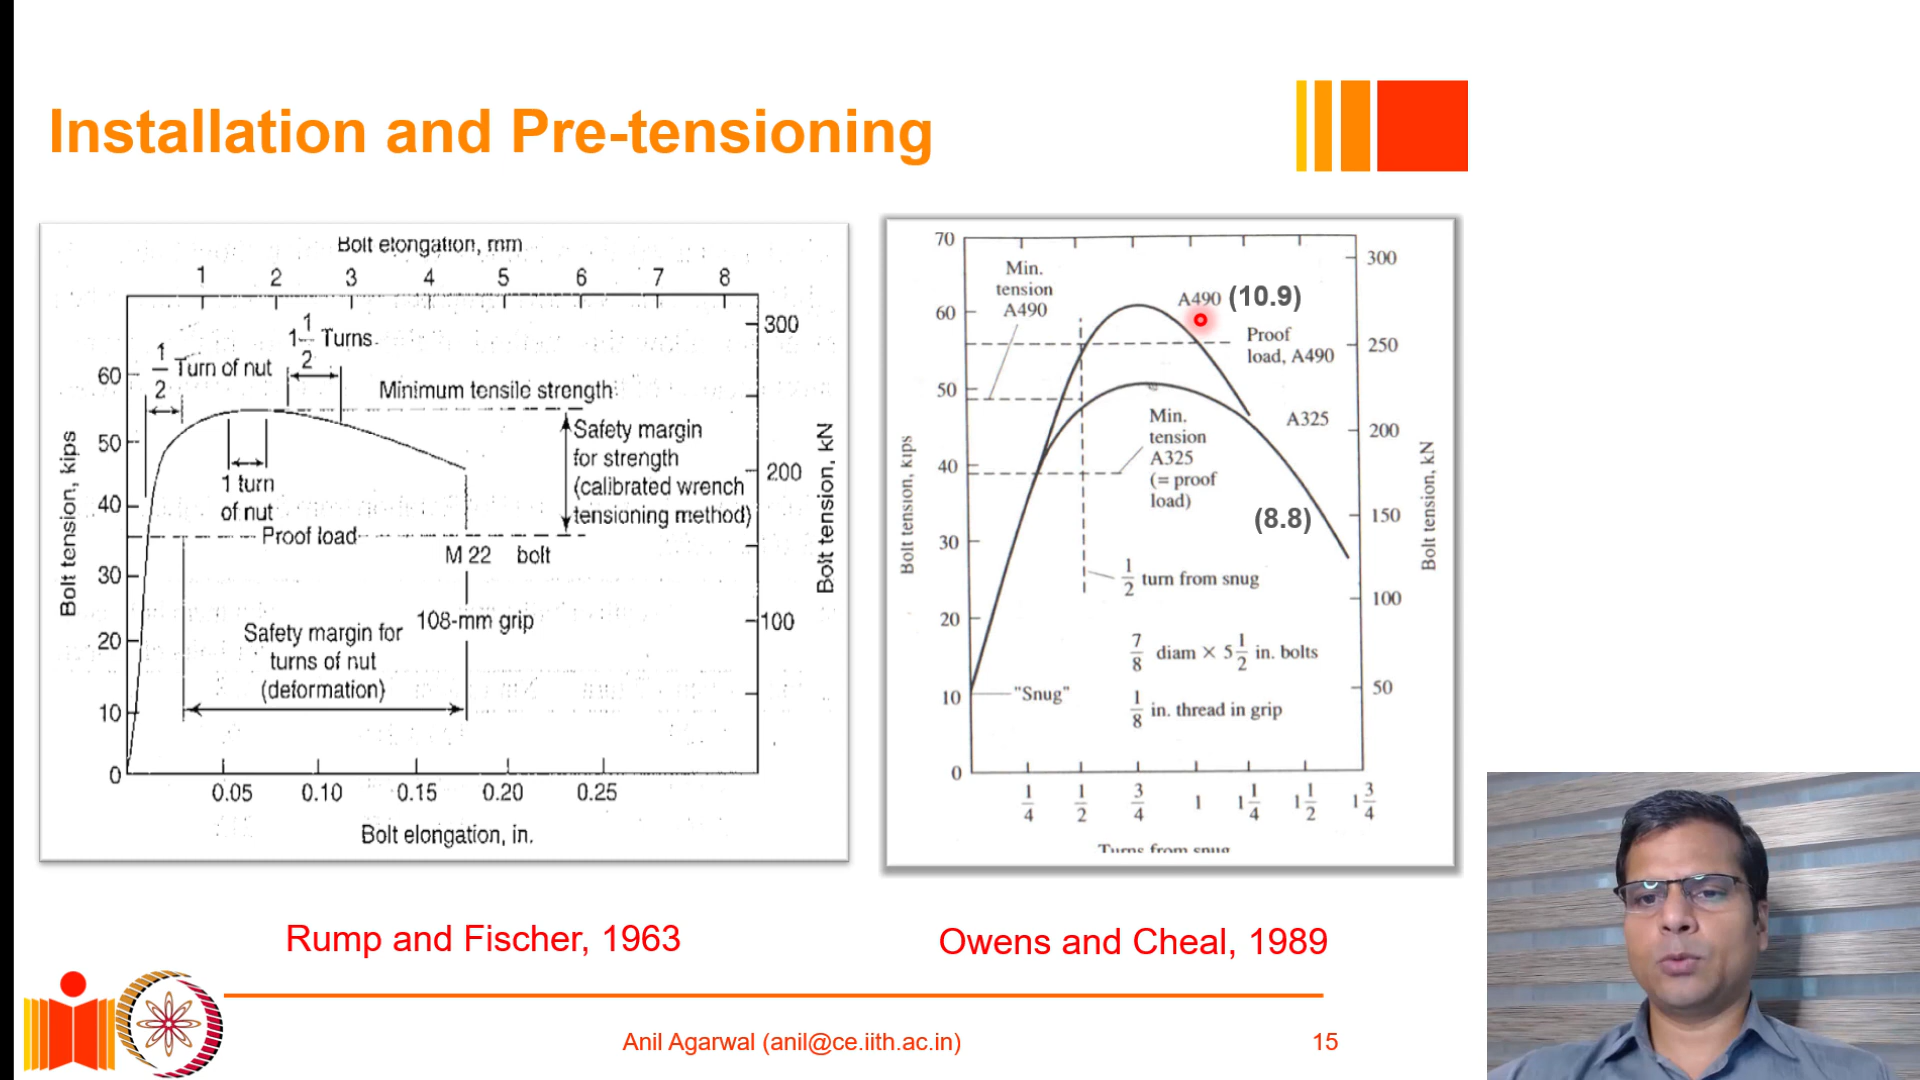 Installation and Pre-tensioning
Bolt elongation, mm
1 2 3 4 5 6 7 8
1 1/2 Turns
1/2 Turn of nut
Minimum tensile strength
Safety margin
for strength
(calibrated wrench
tensioning method)
1 turn
of nut
Proof load
M 22 bolt
108-mm grip
Safety margin for
turns of nut
(deformation)
60
50
40
30
20
10
0
Bolt tension, kips
300
200
100
Bolt tension, kN
0.05 0.10 0.15 0.20 0.25
Bolt elongation, in.
Rump and Fischer, 1963
70
60
50
40
30
20
10
0
Bolt tension, kips
Min.
tension
A490
A490 (10.9)
Proof
load, A490
Min.
tension
A325
(= proof
load)
A325
(8.8)
1/2 turn from snug
7/8 diam × 5 1/2 in. bolts
"Snug"
1/8 in. thread in grip
300
250
200
150
100
50
Bolt tension, kN
1/4 1/2 3/4 1 1 1/4 1 1/2 1 3/4
Turns from snug
Owens and Cheal, 1989
Anil Agarwal (anil@ce.iith.ac.in)
15